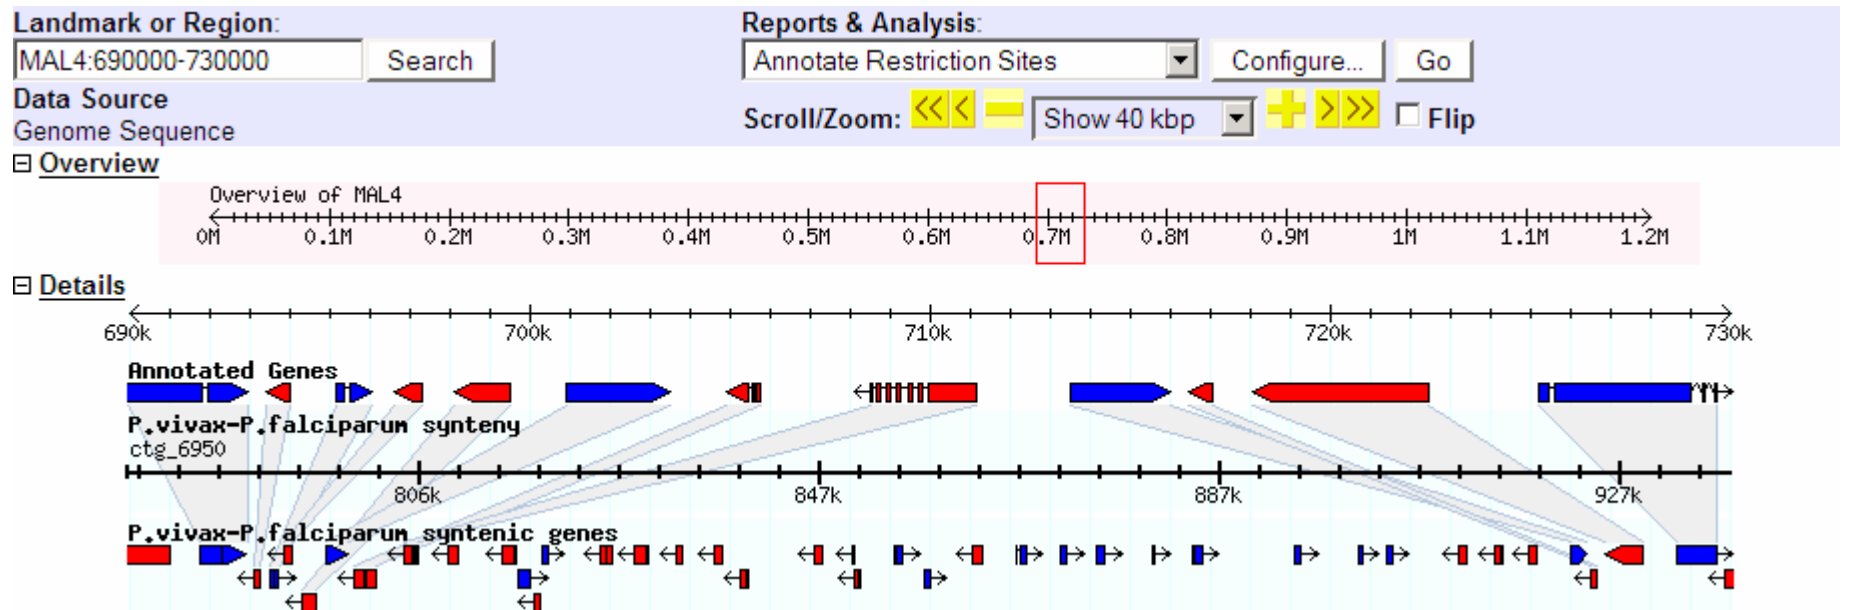 Landmark or Region:
Reports & Analysis:
MAL4:690000-730000
Search
Annotate Restriction Sites
Configure...
Go
Data Source
Genome Sequence
Scroll/Zoom: << < Show 40 kbp > >> Flip
Overview
Overview of MAL4
0M 0.1M 0.2M 0.3M 0.4M 0.5M 0.6M 0.7M 0.8M 0.9M 1M 1.1M 1.2M
Details
690k 700k 710k 720k 730k
Annotated Genes
P.vivax-P.falciparum synteny
ctg_6950
806k 847k 887k 927k
P.vivax-P.falciparum syntenic genes